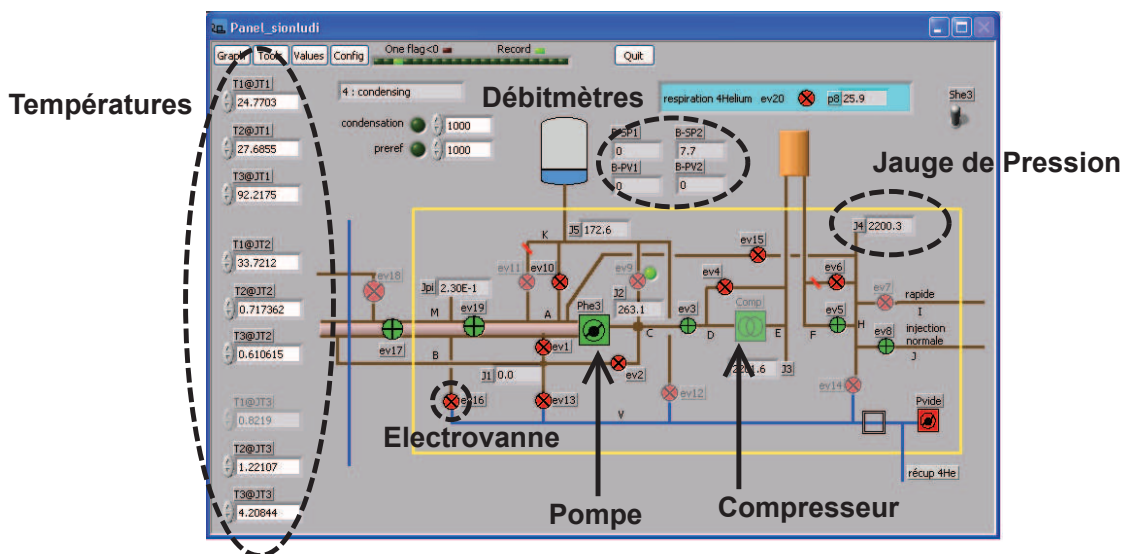 Panel_sionludi
Graph Tools Values Config One flag<0 Record Quit
Températures
T1@JT1
24.7703
T2@JT1
27.6855
T3@JT1
92.2175
T1@JT2
33.7212
T2@JT2
0.717362
T3@JT2
0.610615
T1@JT3
0.8219
T2@JT3
1.22107
T3@JT3
4.20844
4 : condensing
condensation 1000
preref 1000
Débitmètres
B-SP1 B-SP2
0 7.7
B-PV1 B-PV2
0 0
respiration 4Helium ev20 p8 25.9
She3
Jauge de Pression
J4 2200.3
J5 172.6
K
ev15
ev18
ev11 ev10 ev9
ev4
ev6
ev7
rapide
I
Jpi 2.30E-1
J2
263.1
Phe3
M ev19 A
ev3
Comp
ev5
ev8 injection
normale
J
C D E F H
ev17
B
ev1
ev2
J1 0.0
J3
ev16 ev13 ev12 ev14
V
Pvide
récup 4He
Electrovanne
Pompe
Compresseur